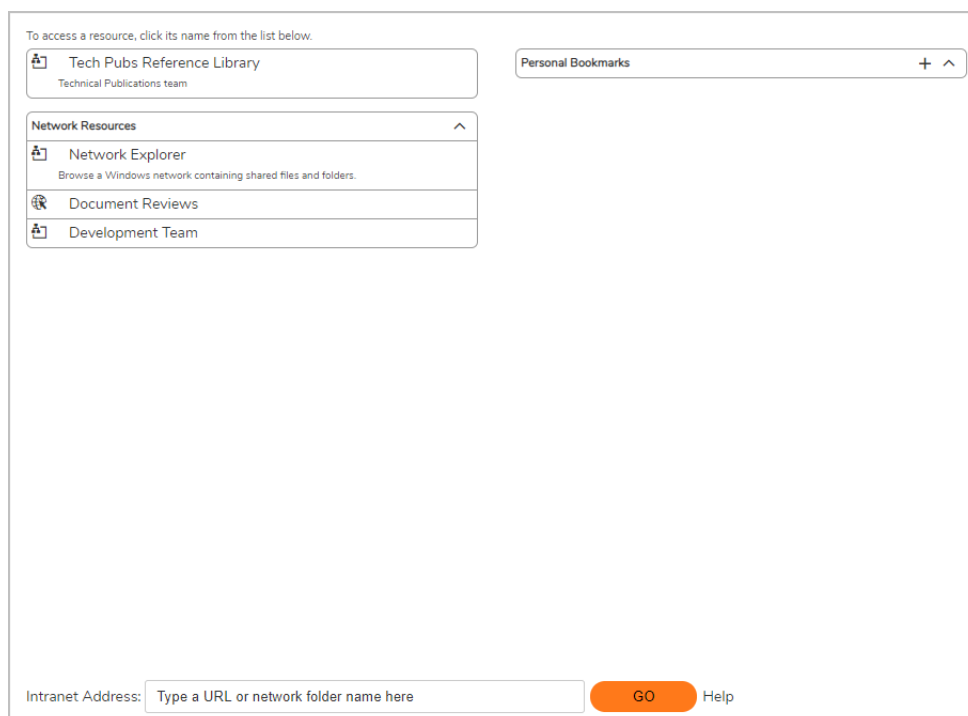 To access a resource, click its name from the list below.
Tech Pubs Reference Library
Technical Publications team
Network Resources
Network Explorer
Browse a Windows network containing shared files and folders.
Document Reviews
Development Team
Personal Bookmarks
Intranet Address: Type a URL or network folder name here GO Help